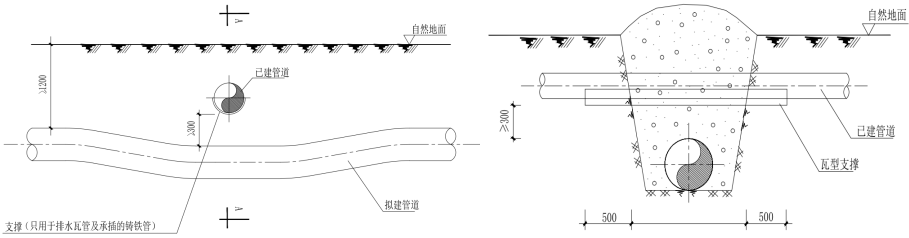 A
自然地面
≥1200
已建管道
≥300
拟建管道
A
支撑(只用于排水瓦管及承插的铸铁管)
自然地面
≥300
已建管道
瓦型支撑
500
500